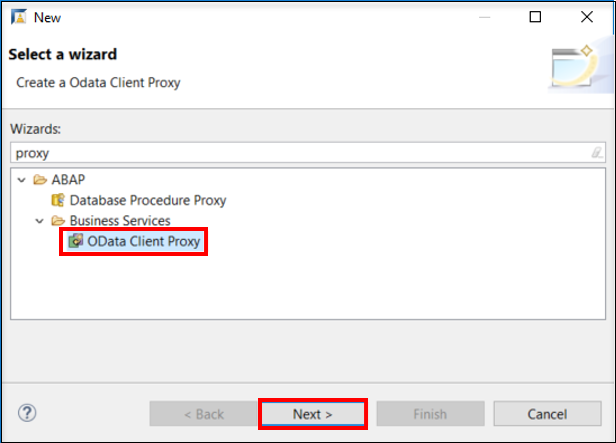 New
Select a wizard
Create a Odata Client Proxy
Wizards:
proxy
ABAP
Database Procedure Proxy
Business Services
OData Client Proxy
? < Back Next > Finish Cancel